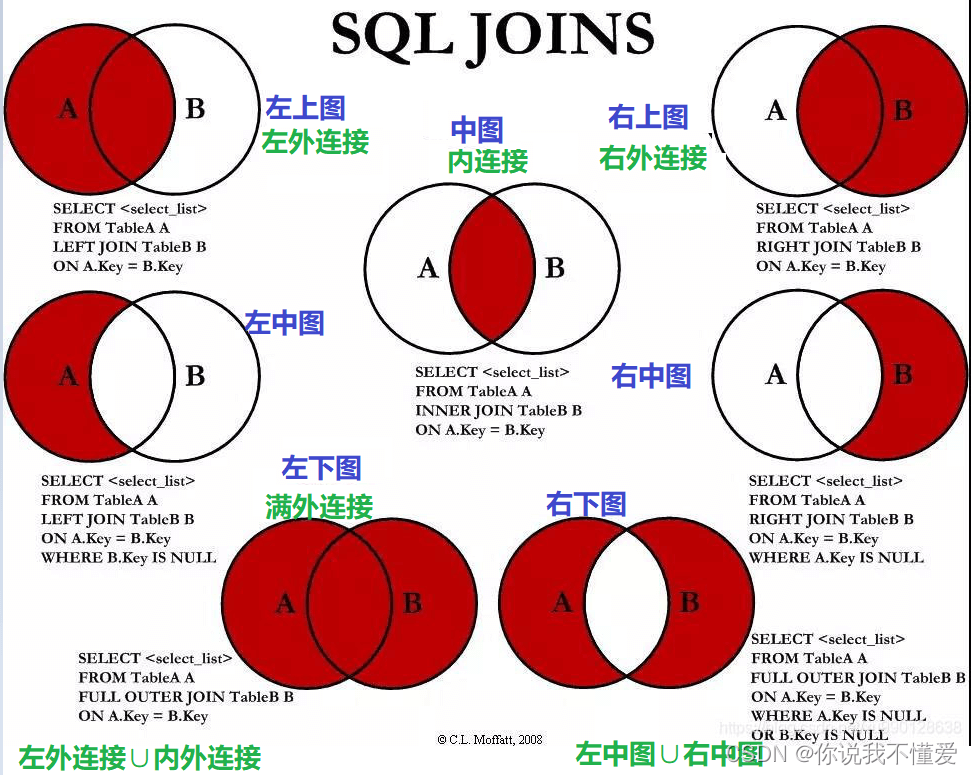 SQL JOINS
A
B
左上图
左外连接
SELECT <select_list>
FROM TableA A
LEFT JOIN TableB B
ON A.Key = B.Key
中图
内连接
A
B
SELECT <select_list>
FROM TableA A
INNER JOIN TableB B
ON A.Key = B.Key
右上图
右外连接
A
B
SELECT <select_list>
FROM TableA A
RIGHT JOIN TableB B
ON A.Key = B.Key
左中图
A
B
SELECT <select_list>
FROM TableA A
LEFT JOIN TableB B
ON A.Key = B.Key
WHERE B.Key IS NULL
右中图
A
B
SELECT <select_list>
FROM TableA A
RIGHT JOIN TableB B
ON A.Key = B.Key
WHERE A.Key IS NULL
左下图
满外连接
A
B
SELECT <select_list>
FROM TableA A
FULL OUTER JOIN TableB B
ON A.Key = B.Key
右下图
A
B
SELECT <select_list>
FROM TableA A
FULL OUTER JOIN TableB B
ON A.Key = B.Key
WHERE A.Key IS NULL
OR B.Key IS NULL
© C.L. Moffatt, 2008
左外连接∪内外连接
左中图∪右中图
CSDN @你说我不懂爱